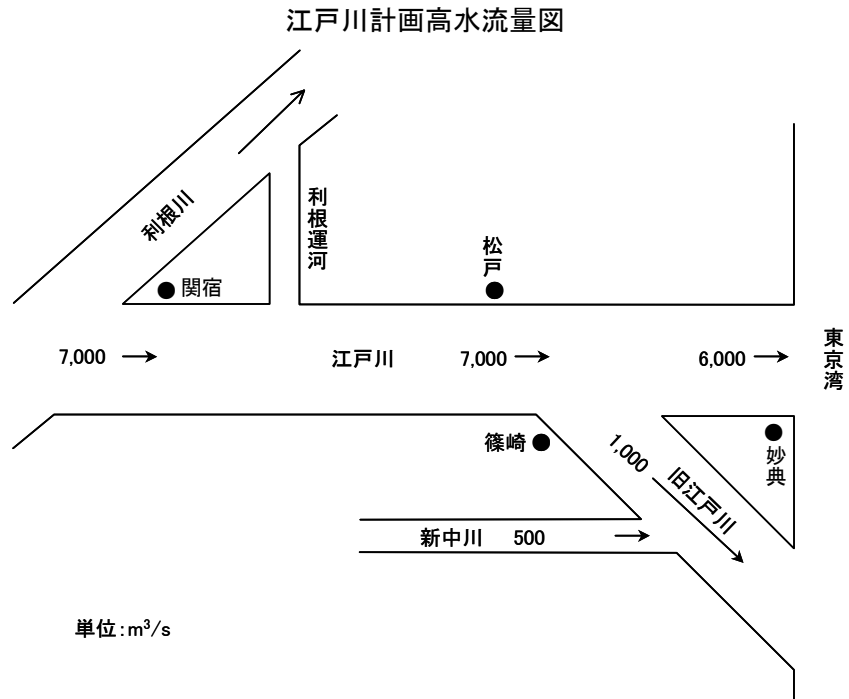 江戸川計画高水流量図
利根川
利根運河
関宿
松戸
7,000
江戸川
7,000
6,000
東京湾
篠崎
1,000
旧江戸川
妙典
新中川 500
単位:m³/s